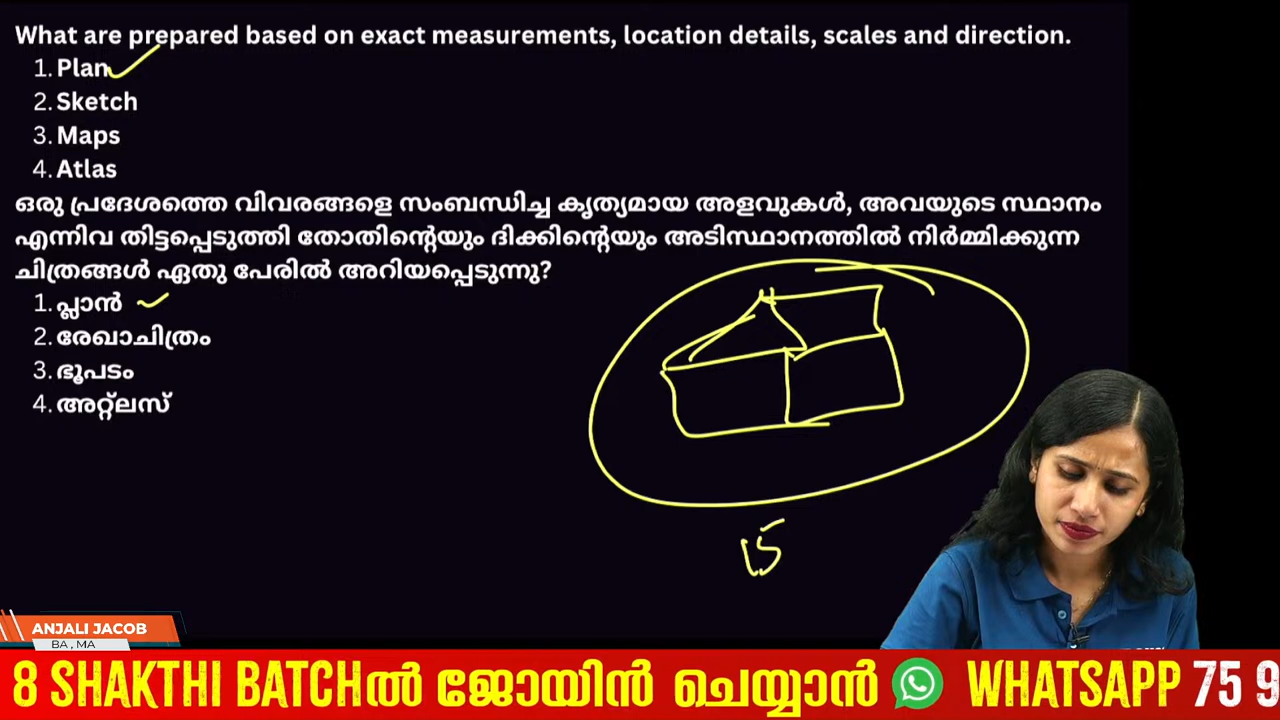 What are prepared based on exact measurements, location details, scales and direction.
1. Plan
2. Sketch
3. Maps
4. Atlas
ഒരു പ്രദേശത്തെ വിവരങ്ങളെ സംബന്ധിച്ച കൃത്യമായ അളവുകൾ, അവയുടെ സ്ഥാനം
എന്നിവ തിട്ടപ്പെടുത്തി തോതിന്റെയും ദിക്കിന്റെയും അടിസ്ഥാനത്തിൽ നിർമ്മിക്കുന്ന
ചിത്രങ്ങൾ ഏതു പേരിൽ അറിയപ്പെടുന്നു?
1. പ്ലാൻ
2. രേഖാചിത്രം
3. ഭൂപടം
4. അറ്റ്ലസ്
15
ANJALI JACOB
BA , MA
8 SHAKTHI BATCHൽ ജോയിൻ ചെയ്യാൻ WHATSAPP 75 9